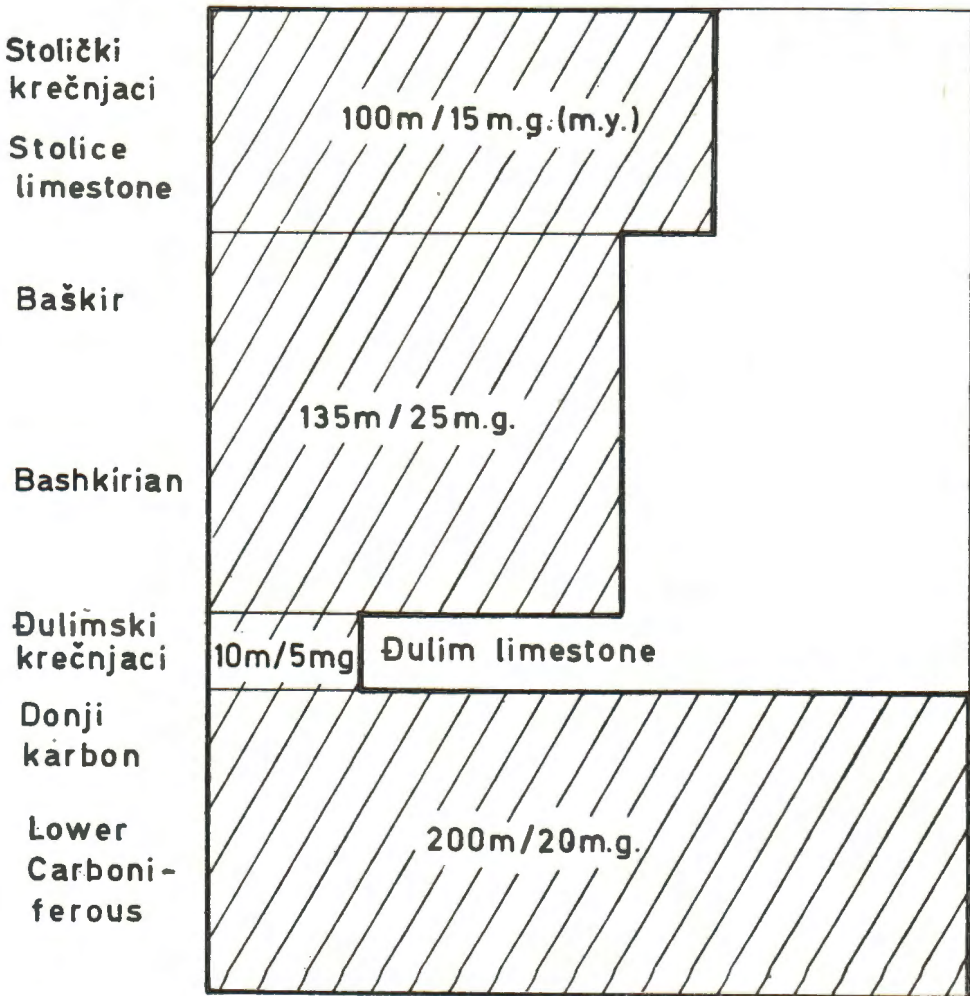 Stolički
krečnjaci
Stolice
limestone
100m/15m.g.(m.y.)
Baškir
135m/25m.g.
Bashkirian
Đulimski
krečnjaci
10m/5mg
Đulim limestone
Donji
karbon
Lower
Carboni-
ferous
200m/20m.g.